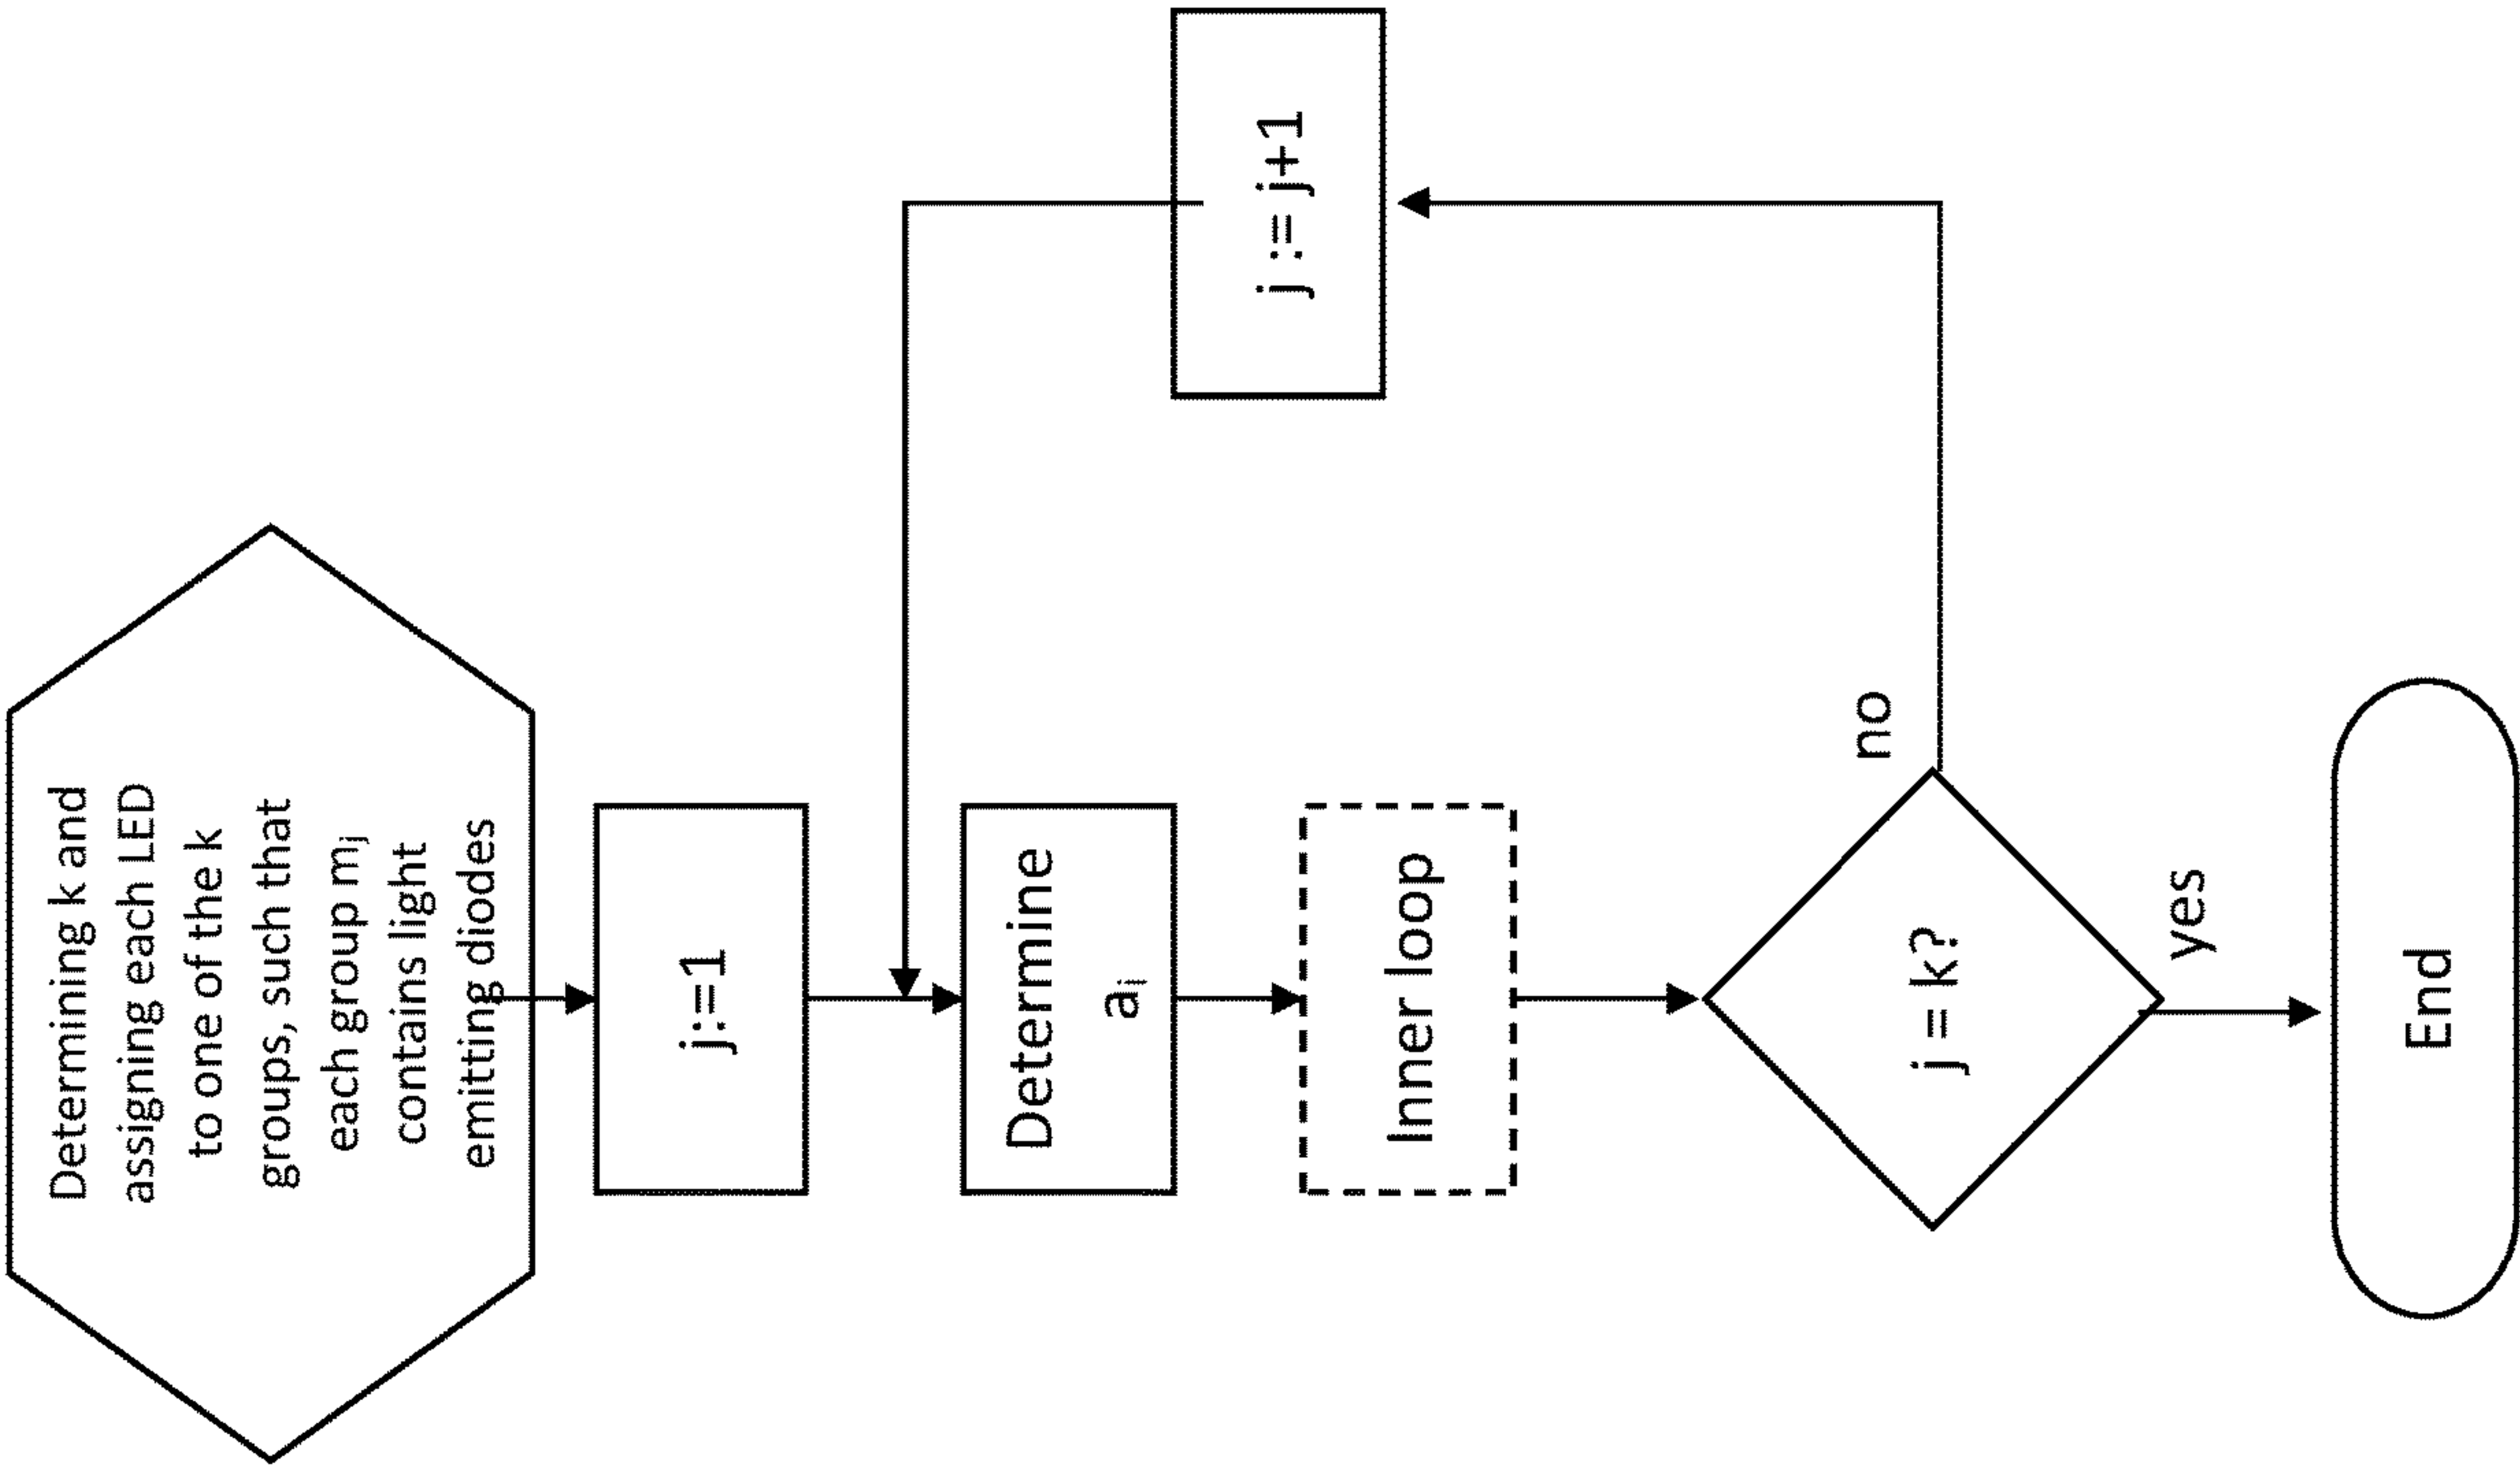 Determining k and
assigning each LED
to one of the k
groups, such that
each group mj
contains light
emitting diodes
j:=1
Determine
aj
Inner loop
j = k?
no
j := j+1
yes
End